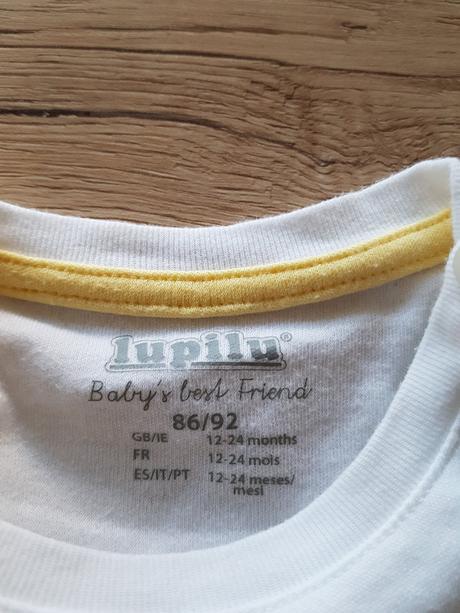 lupilu®
Baby's best Friend
86/92
GB/IE 12-24 months
FR 12-24 mois
ES/IT/PT 12-24 meses/
mesi